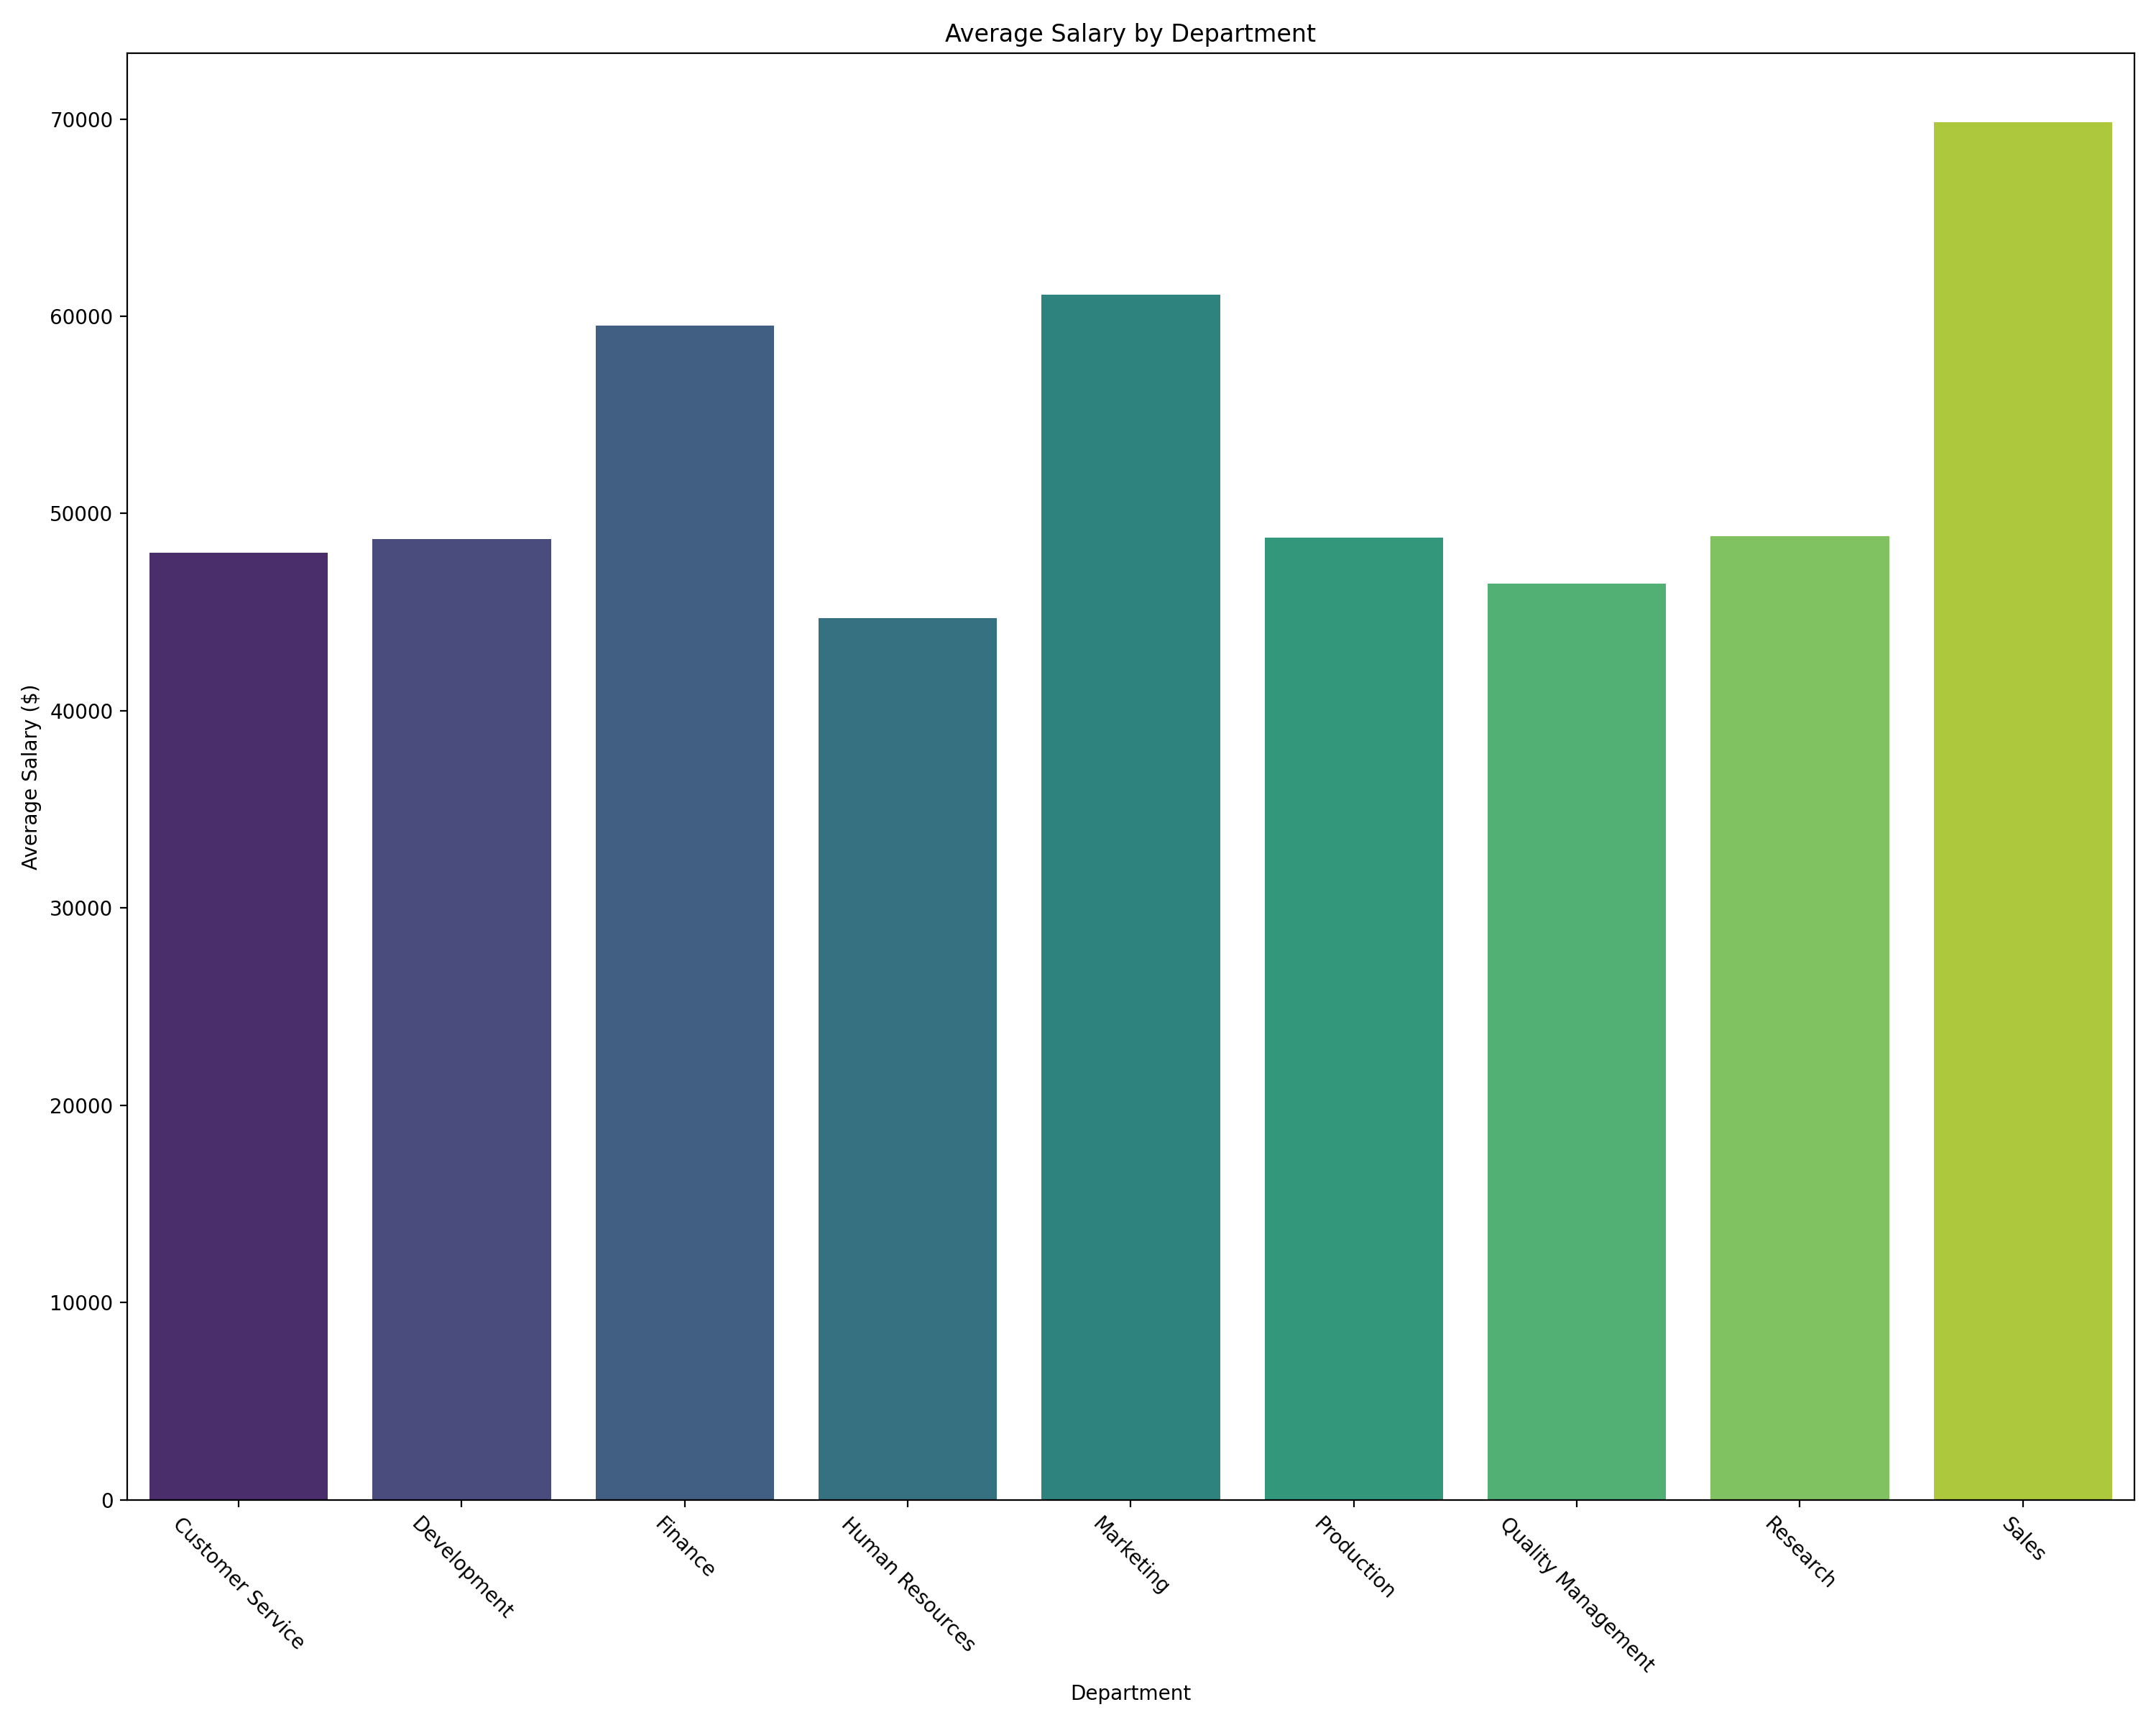 Average Salary by Department
Average Salary ($)
70000
60000
50000
40000
30000
20000
10000
0
Customer Service
Development
Finance
Human Resources
Marketing
Production
Quality Management
Research
Sales
Department